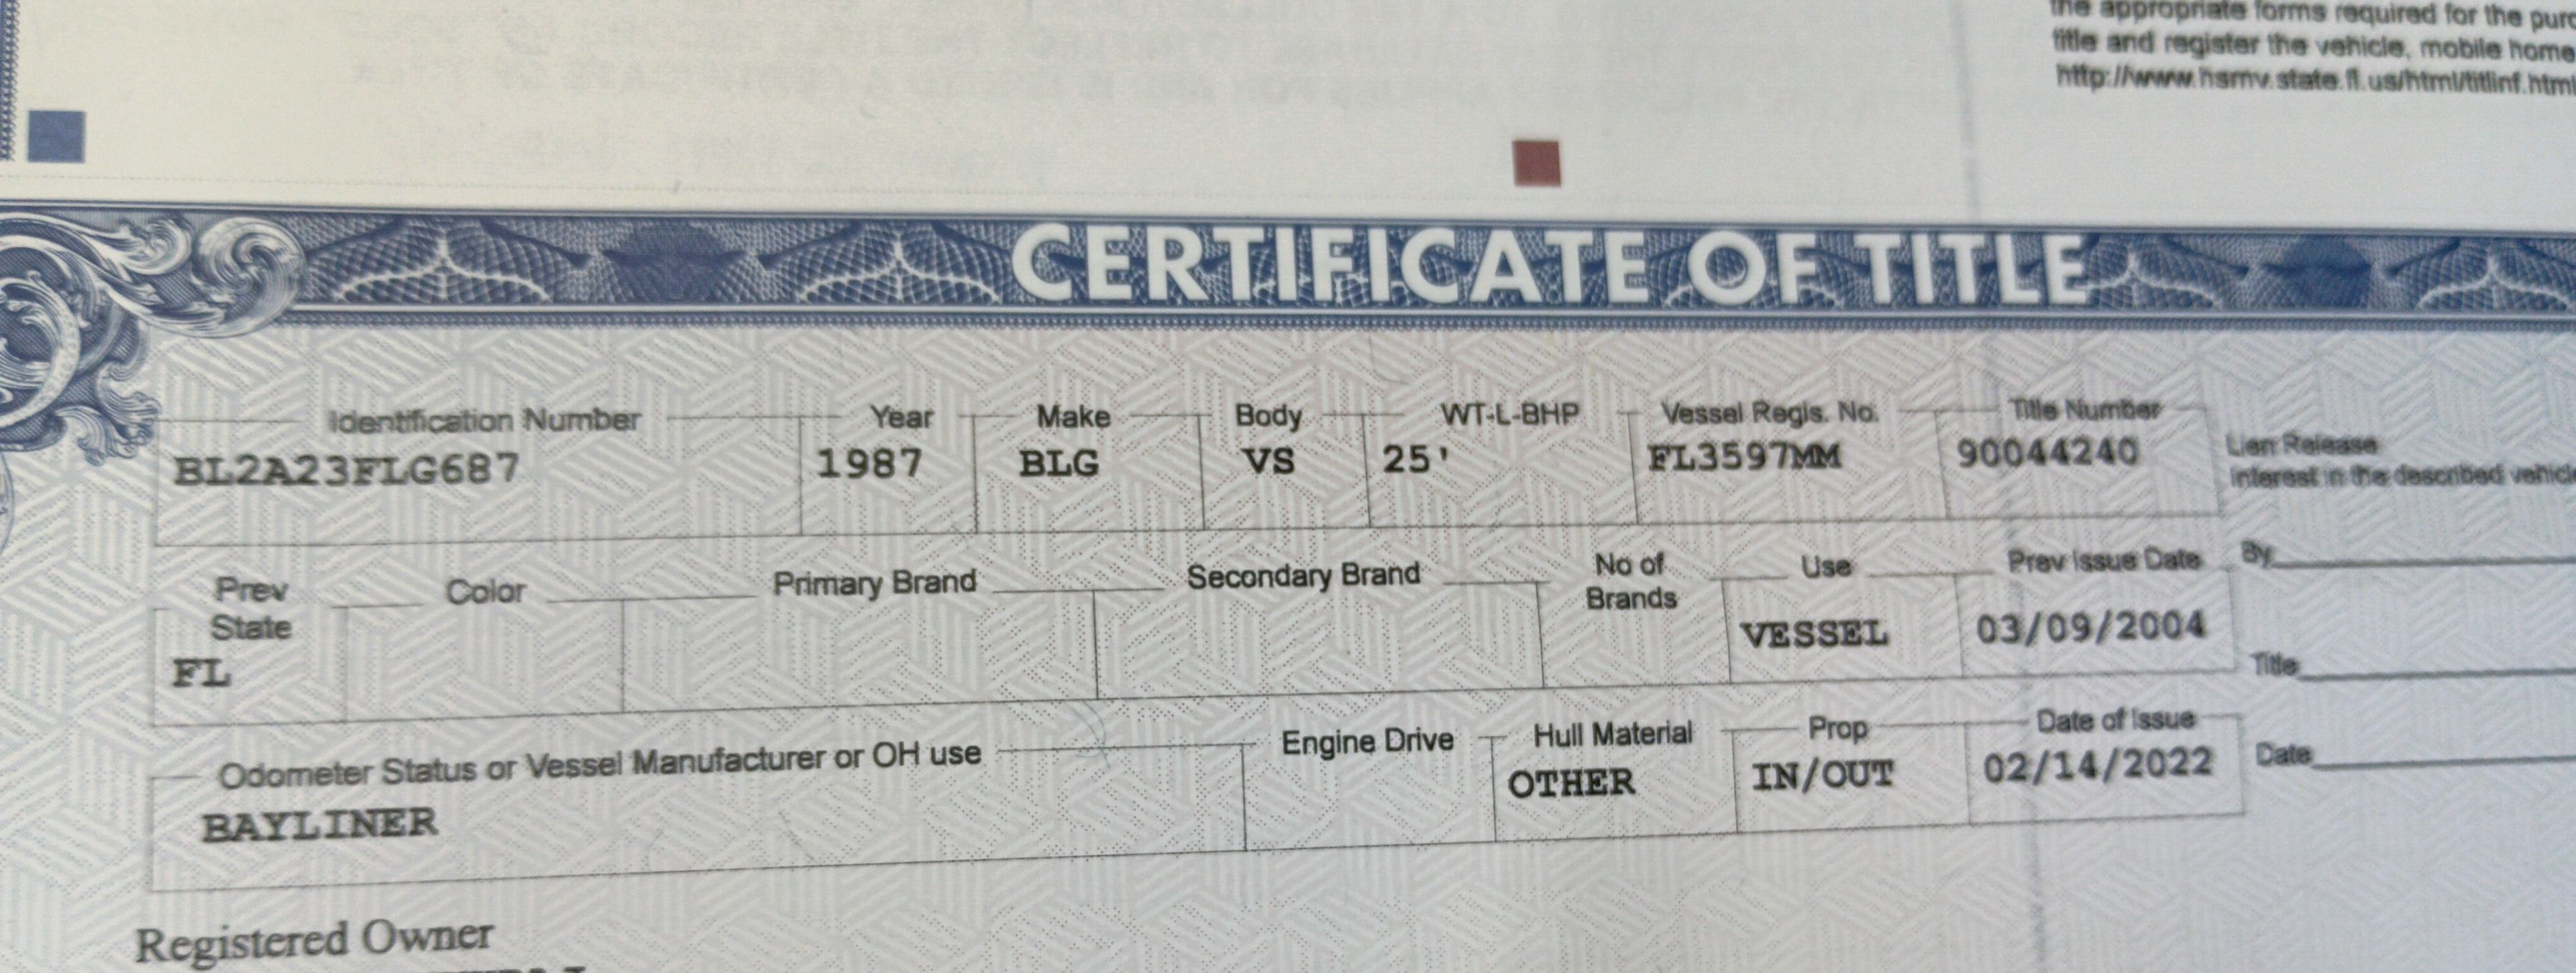 the appropriate forms required for the purc
title and register the vehicle, mobile home
http://www.hsmv.state.fl.us/html/titlinf.html
CERTIFICATE OF TITLE
Identification Number Year Make Body WT-L-BHP Vessel Regis. No. Title Number
BL2A23FLG687 1987 BLG VS 25' FL3597MM 90044240
Lien Release
Interest in the described vehicle
Prev State Color Primary Brand Secondary Brand No of Brands Use Prev Issue Date
FL VESSEL 03/09/2004
By
Title
Odometer Status or Vessel Manufacturer or OH use Engine Drive Hull Material Prop Date of Issue
BAYLINER OTHER IN/OUT 02/14/2022
Date
Registered Owner